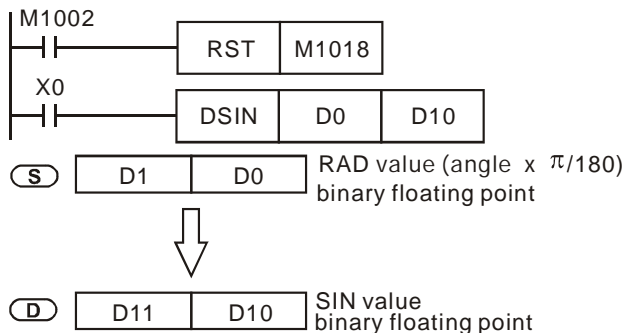 M1002
RST M1018
X0
DSIN D0 D10
S D1 D0 RAD value (angle x π/180)
binary floating point
D D11 D10 SIN value
binary floating point